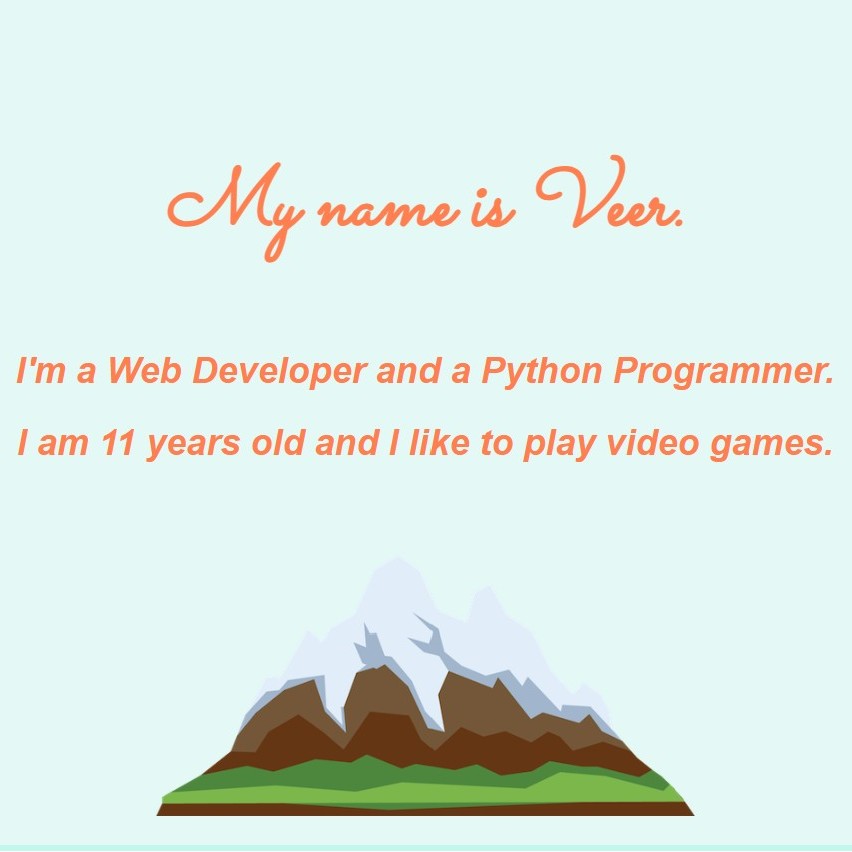 My name is Veer.
I'm a Web Developer and a Python Programmer.
I am 11 years old and I like to play video games.